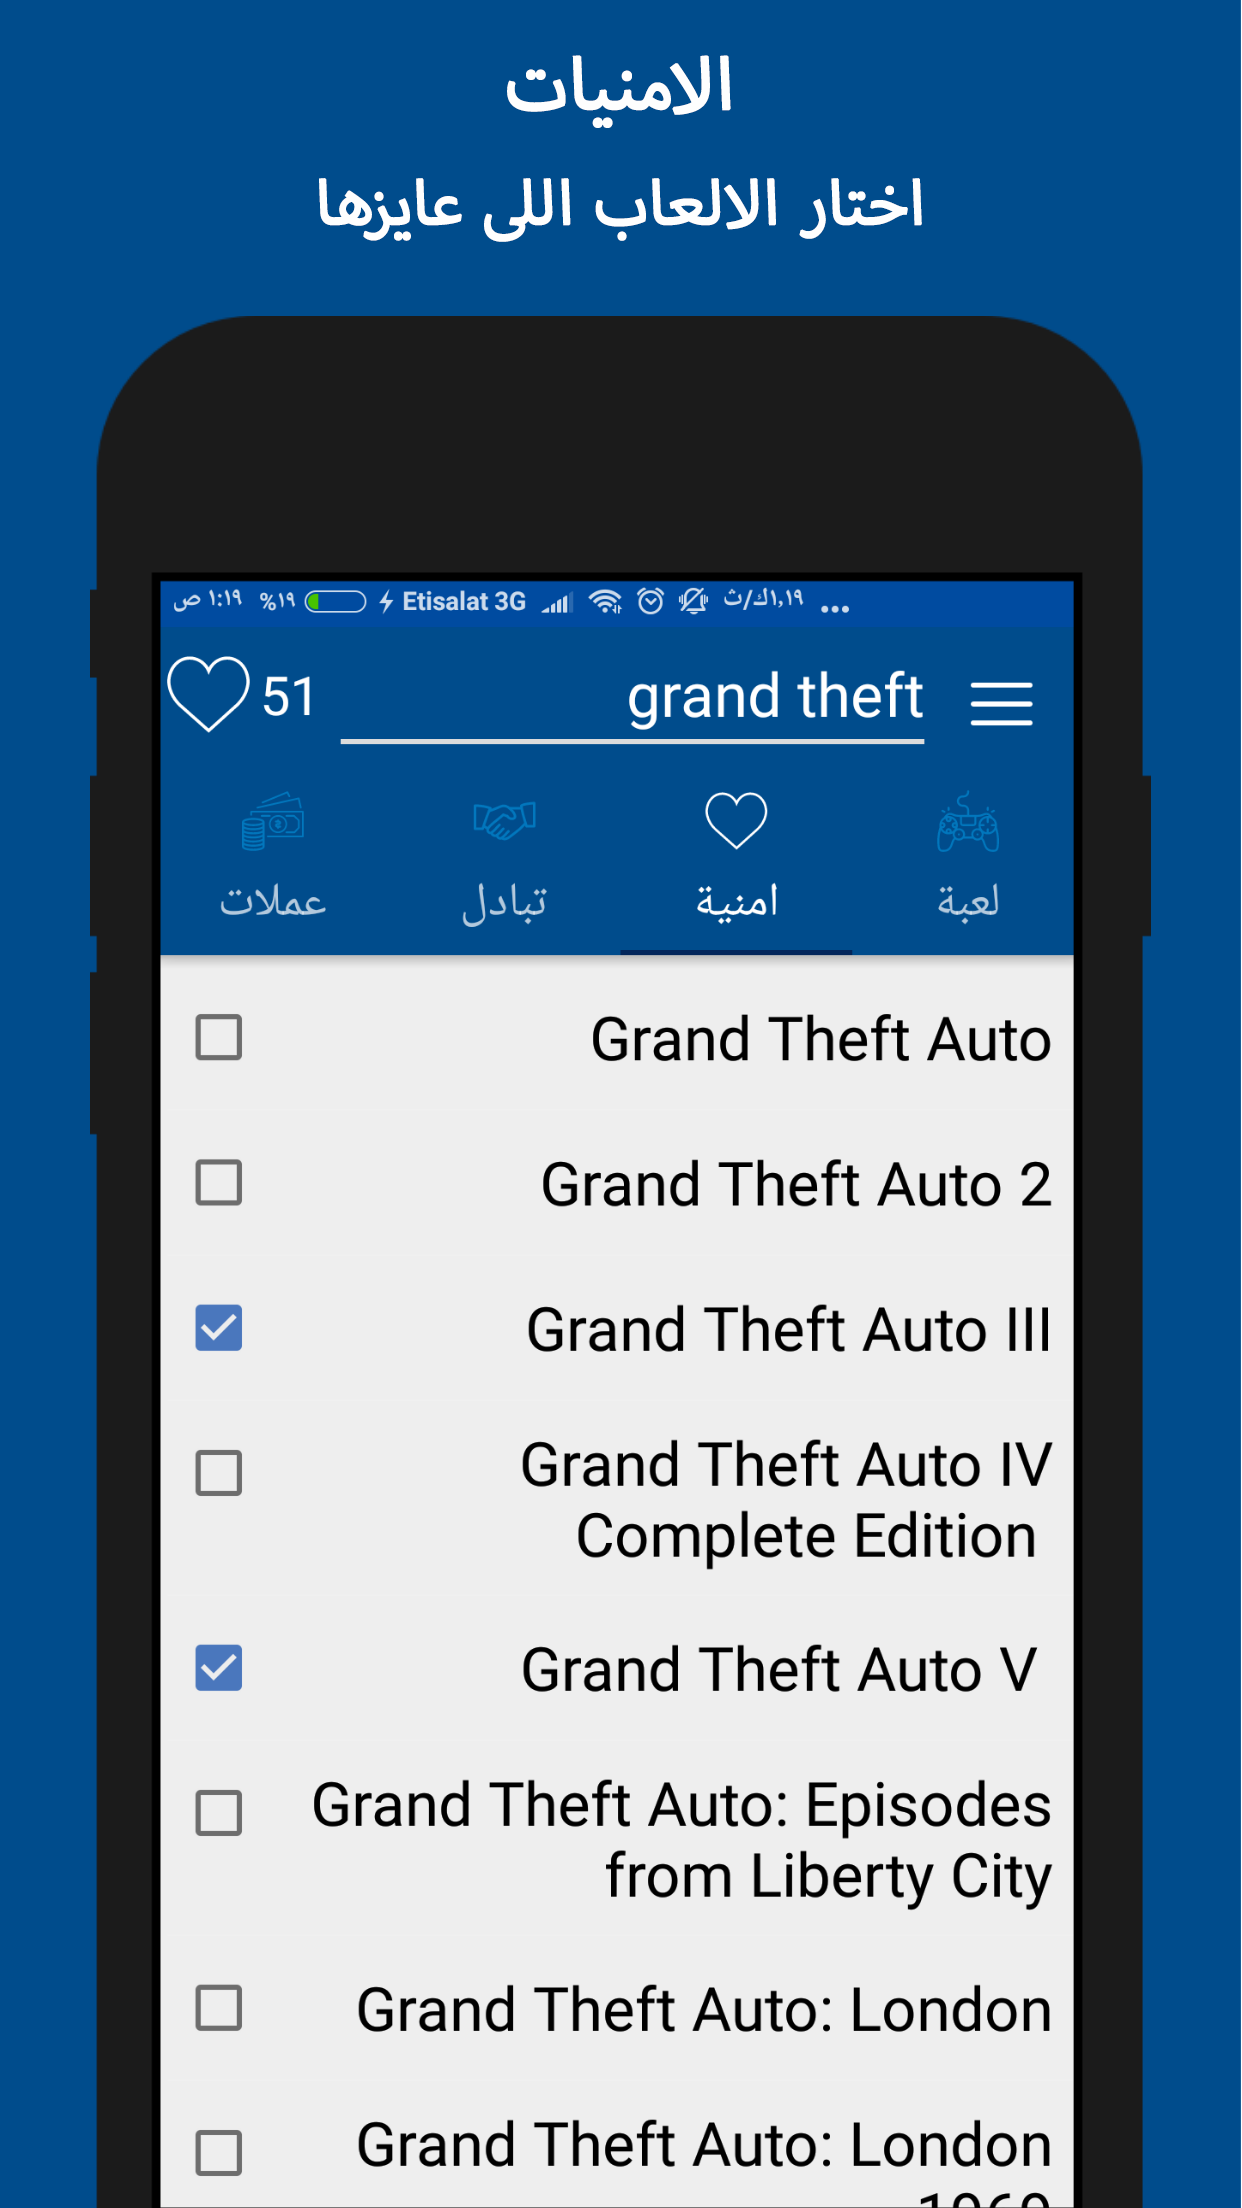 الامنيات
اختار الالعاب اللى عايزها
١:١٩ ص %١٩ Etisalat 3G ١,١٩ك/ث ...
51 grand theft
لعبة امنية تبادل عملات
Grand Theft Auto
Grand Theft Auto 2
Grand Theft Auto III
Grand Theft Auto IV
Complete Edition
Grand Theft Auto V
Grand Theft Auto: Episodes
from Liberty City
Grand Theft Auto: London
Grand Theft Auto: London